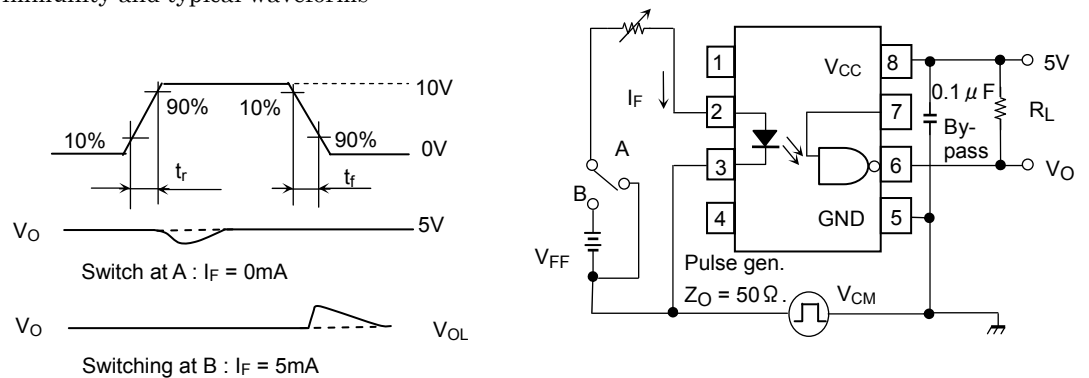 immunity and typical waveforms
10V
90%
10%
10%
90%
0V
tr
tf
VO
5V
Switch at A : IF = 0mA
VO
VOL
Switching at B : IF = 5mA
1
VCC
8
5V
IF
0.1 μF
RL
2
7
A
By-
pass
3
6
VO
B
4
GND
5
VFF
Pulse gen.
ZO = 50Ω.
VCM